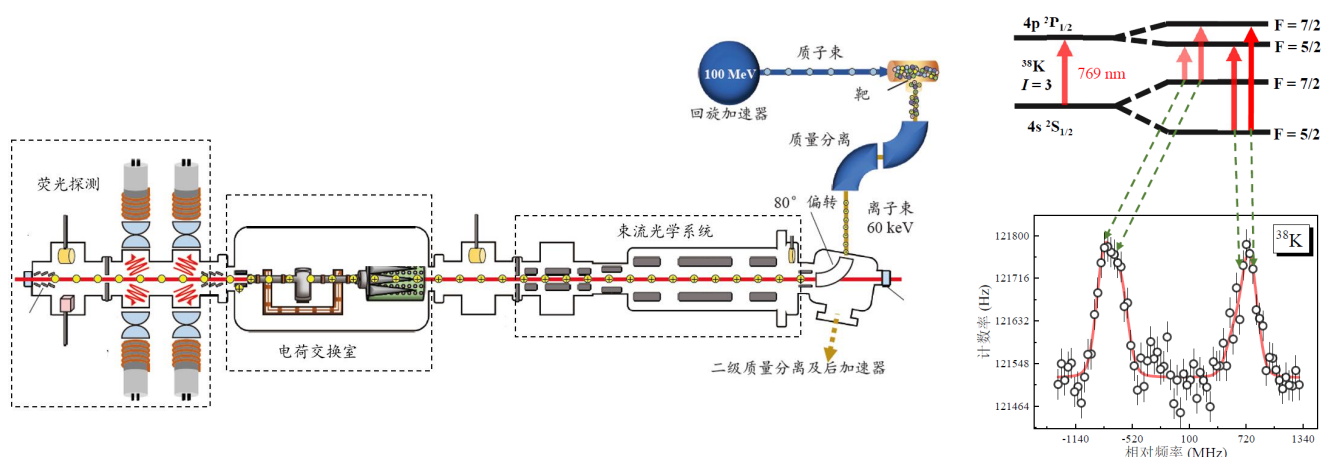 100 MeV
回旋加速器
质子束
靶
质量分离
80° 偏转
离子束
60 keV
荧光探测
束流光学系统
电荷交换室
二级质量分离及后加速器
4p ²P₁/₂
F = 7/2
F = 5/2
³⁸K
I = 3
769 nm
F = 7/2
4s ²S₁/₂
F = 5/2
³⁸K
计数率 (Hz)
121800
121716
121632
121548
121464
-1140
-520
100
720
1340
相对频率 (MHz)